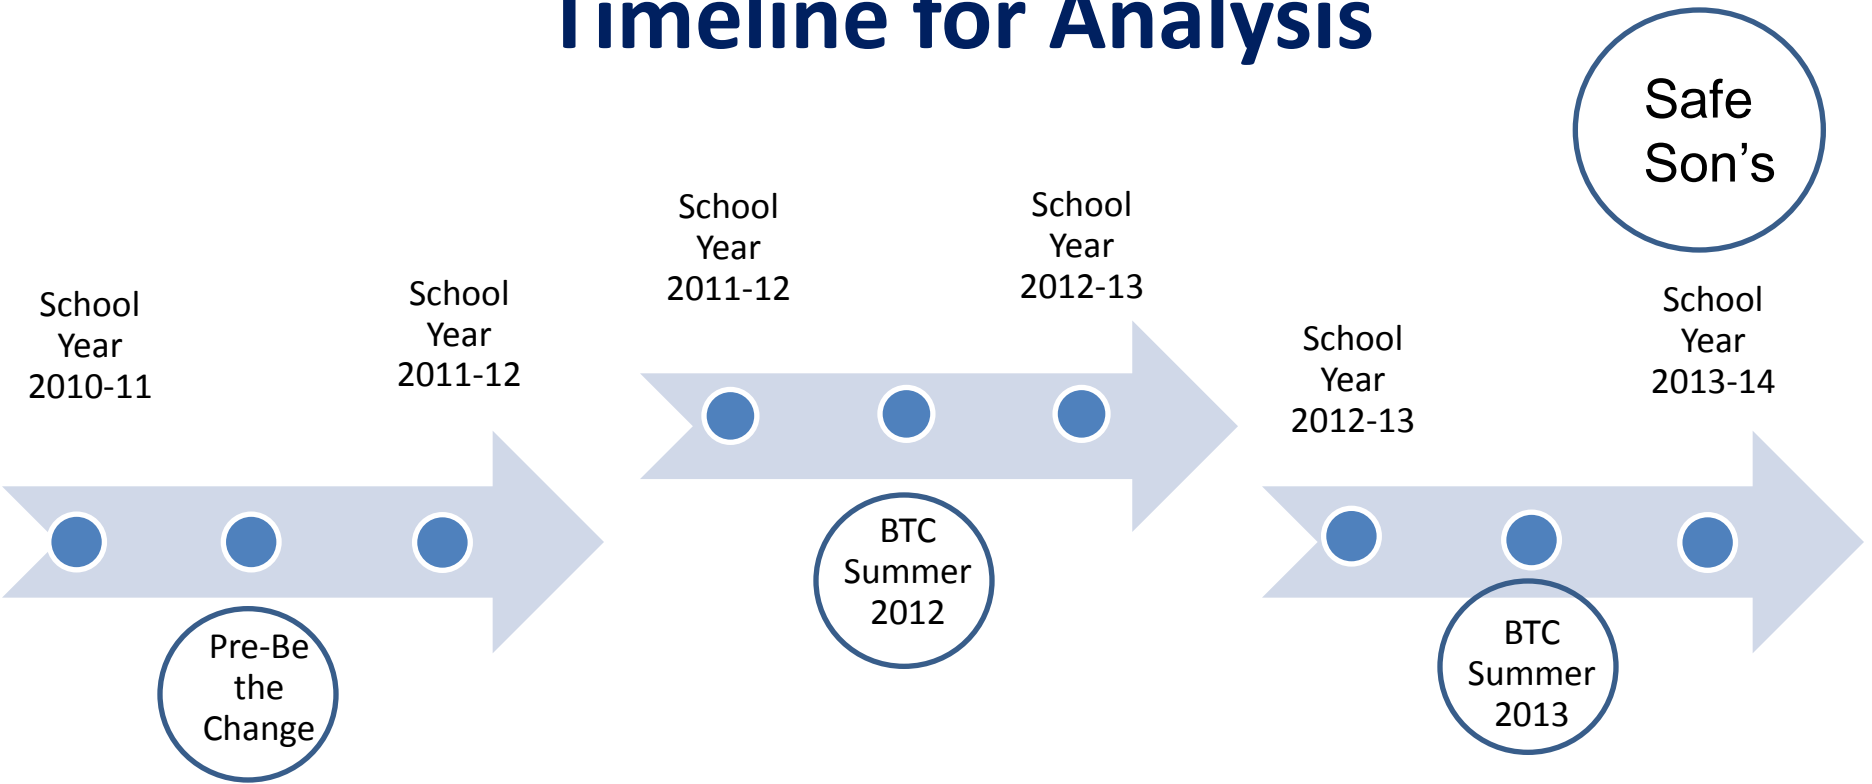 Timeline for Analysis
Safe
Son’s
School
Year
2010-11
School
Year
2011-12
School
Year
2011-12
School
Year
2012-13
School
Year
2012-13
School
Year
2013-14
Pre-Be
the
Change
BTC
Summer
2012
BTC
Summer
2013